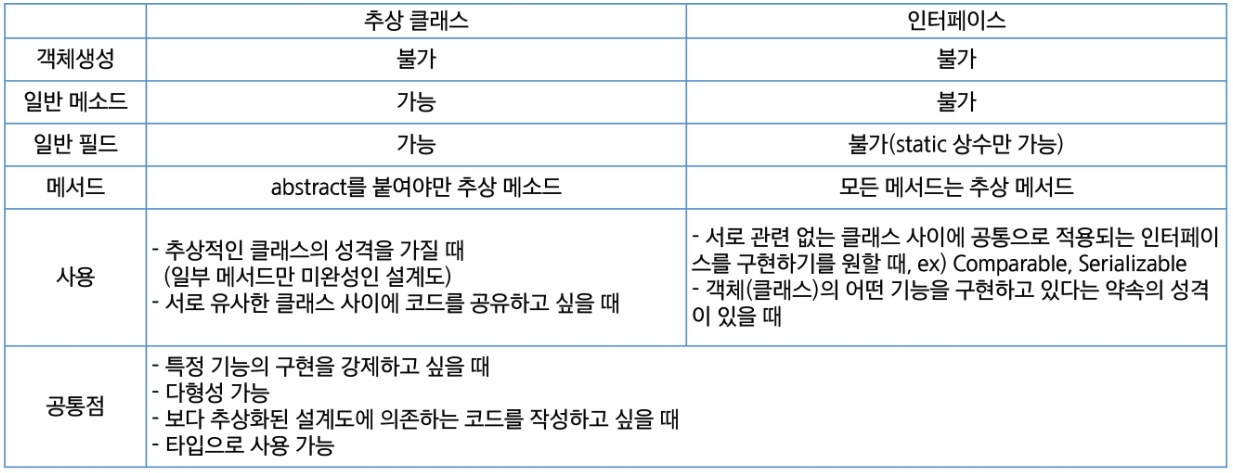 추상 클래스 인터페이스
객체생성 불가 불가
일반 메소드 가능 불가
일반 필드 가능 불가(static 상수만 가능)
메서드 abstract를 붙여야만 추상 메소드 모든 메서드는 추상 메서드
사용
- 추상적인 클래스의 성격을 가질 때
(일부 메서드만 미완성인 설계도)
- 서로 유사한 클래스 사이에 코드를 공유하고 싶을 때
- 서로 관련 없는 클래스 사이에 공통으로 적용되는 인터페이
스를 구현하기를 원할 때, ex) Comparable, Serializable
- 객체(클래스)의 어떤 기능을 구현하고 있다는 약속의 성격
이 있을 때
공통점
- 특정 기능의 구현을 강제하고 싶을 때
- 다형성 가능
- 보다 추상화된 설계도에 의존하는 코드를 작성하고 싶을 때
- 타입으로 사용 가능